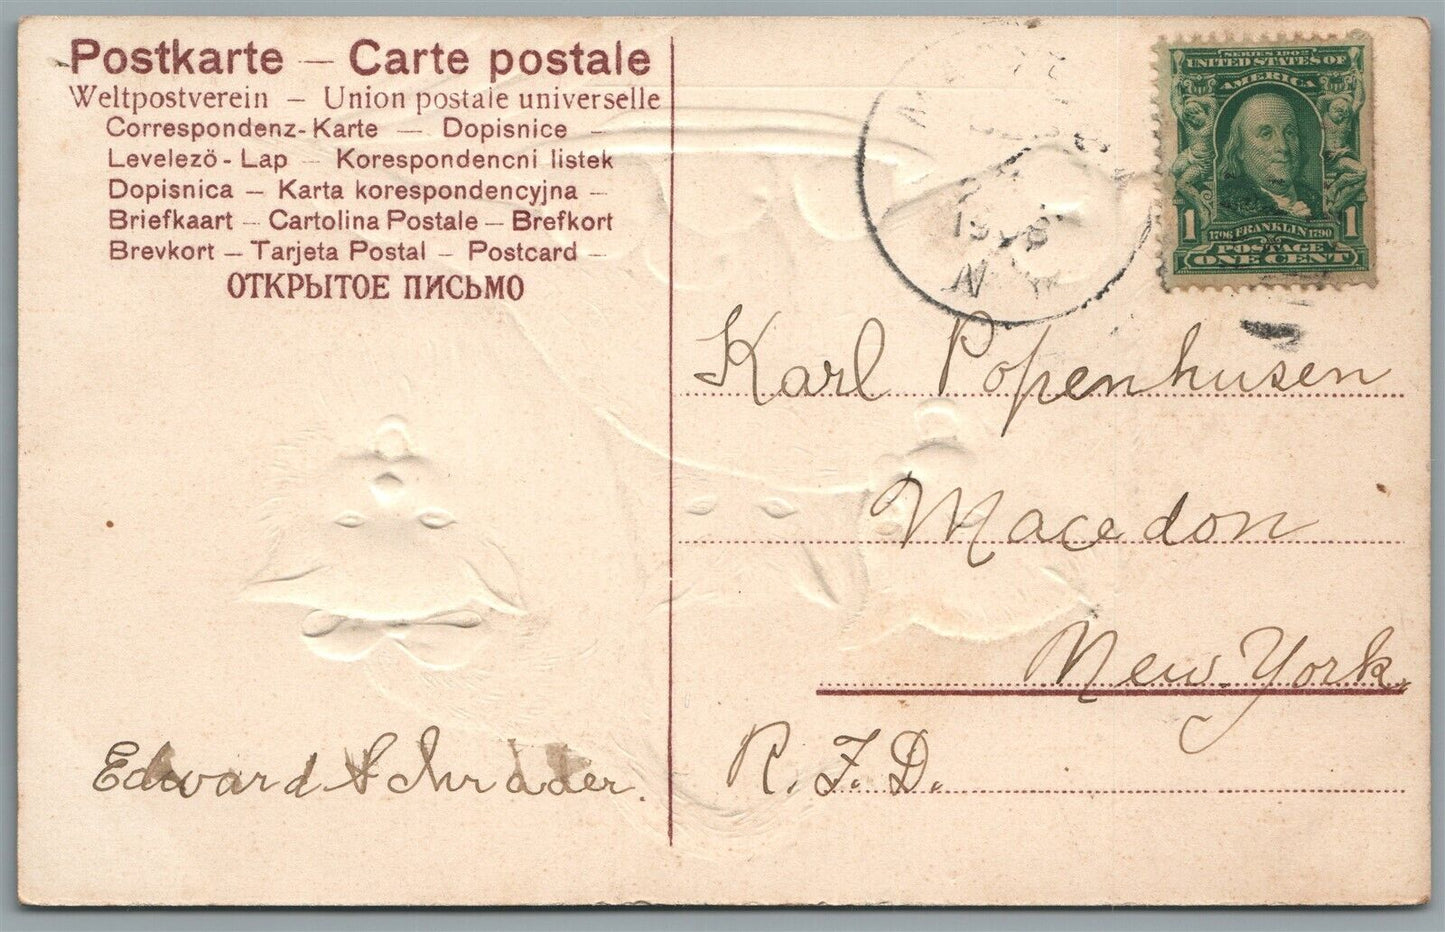 Postkarte — Carte postale
Weltpostverein — Union postale universelle
Correspondenz-Karte — Dopisnice —
Levelező - Lap — Korespondencni listek
Dopisnica — Karta korespondencyjna —
Briefkaart — Cartolina Postale — Brefkort
Brevkort — Tarjeta Postal — Postcard —
ОТКРЫТОЕ ПИСЬМО
SERIES 1902
UNITED STATES OF
AMERICA
1 1706 FRANKLIN 1790 1
POSTAGE
ONE CENT
N.Y.
Karl Popenhusen
Macedon
New York.
R. F. D.
Edward Schrader.